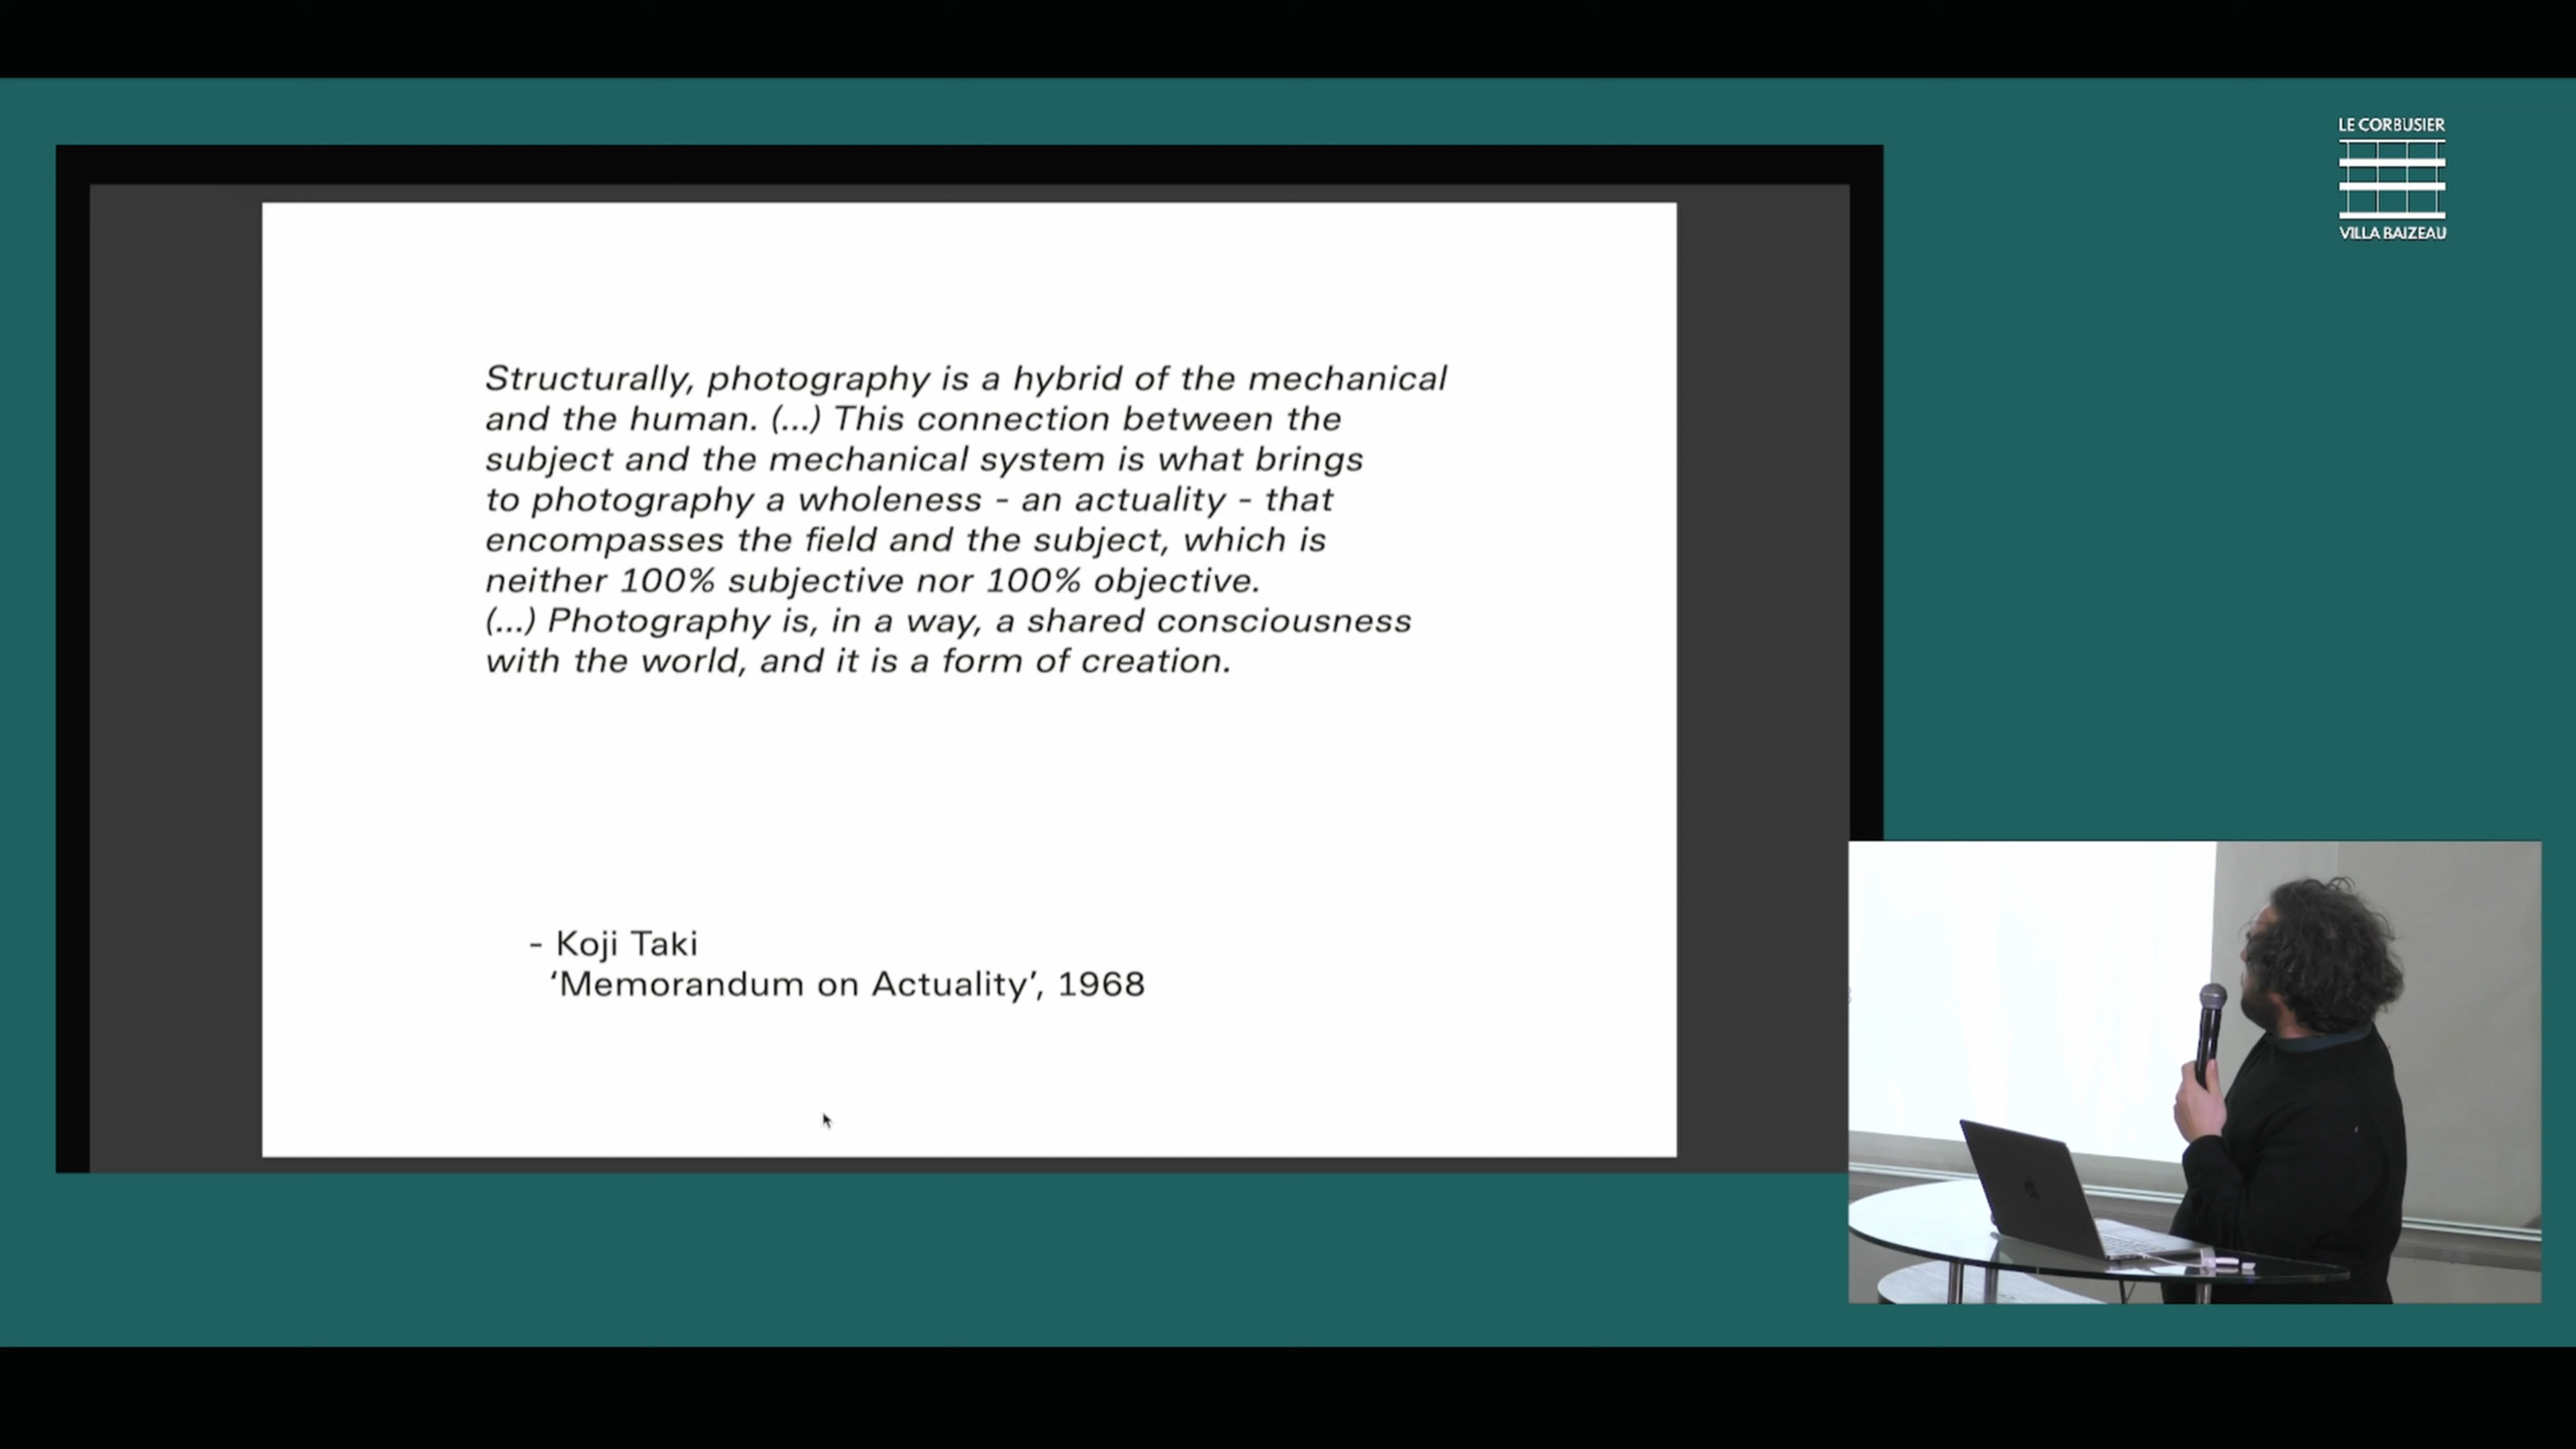 LE CORBUSIER
VILLA BAIZEAU
Structurally, photography is a hybrid of the mechanical
and the human. (...) This connection between the
subject and the mechanical system is what brings
to photography a wholeness - an actuality - that
encompasses the field and the subject, which is
neither 100% subjective nor 100% objective.
(...) Photography is, in a way, a shared consciousness
with the world, and it is a form of creation.
- Koji Taki
‘Memorandum on Actuality’, 1968